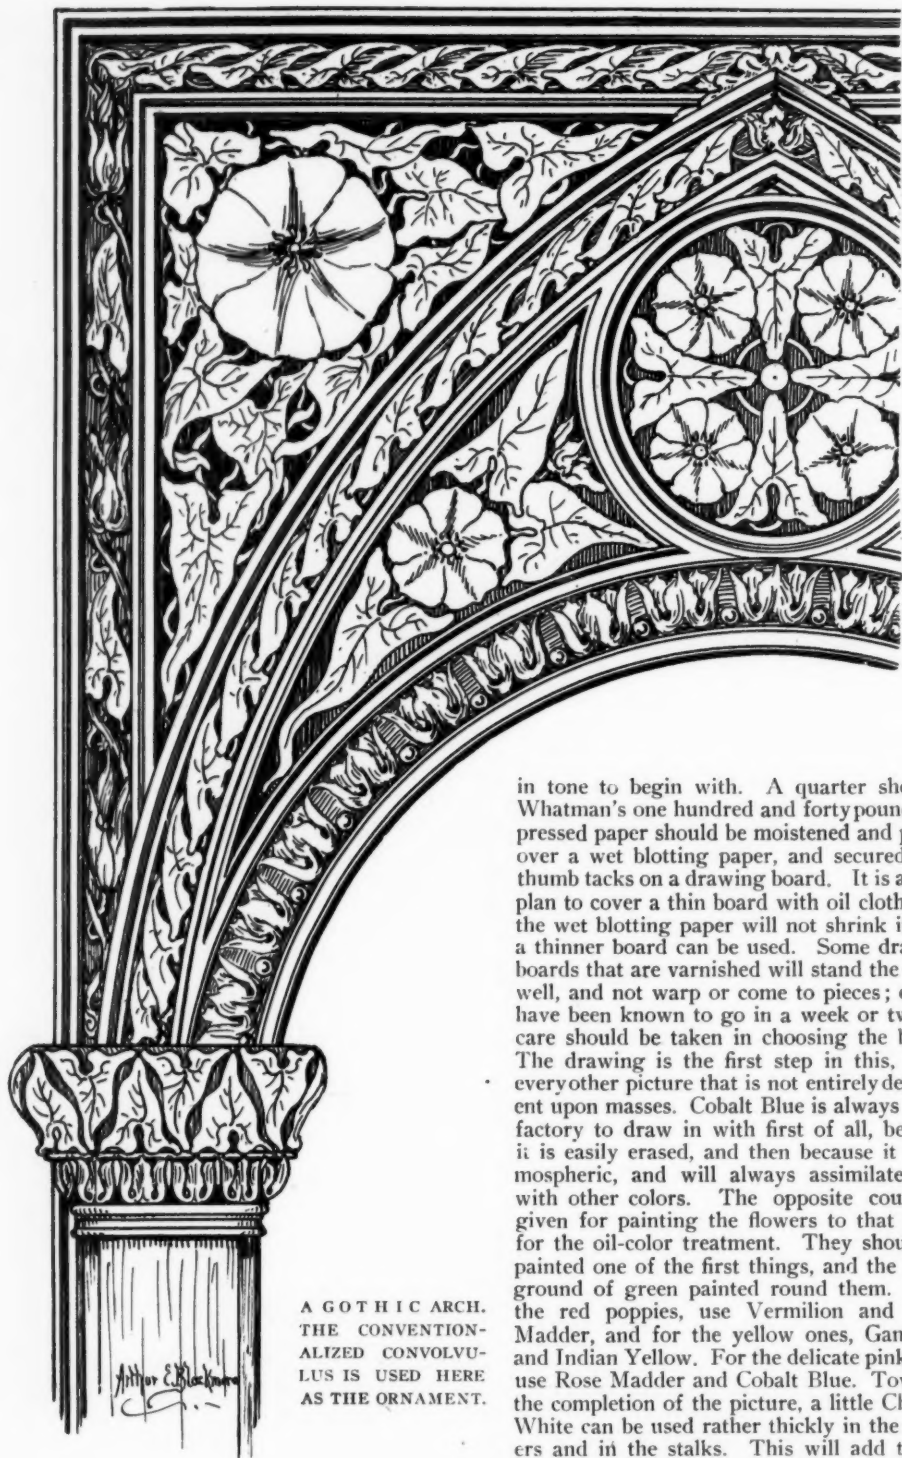 in tone to begin with. A quarter she
Whatman's one hundred and forty poun
pressed paper should be moistened and p
over a wet blotting paper, and secured
thumb tacks on a drawing board. It is a
plan to cover a thin board with oil cloth
the wet blotting paper will not shrink i
a thinner board can be used. Some dra
boards that are varnished will stand the
well, and not warp or come to pieces; o
have been known to go in a week or tw
care should be taken in choosing the b
The drawing is the first step in this,
every other picture that is not entirely de
ent upon masses. Cobalt Blue is always
factory to draw in with first of all, be
it is easily erased, and then because it
mospheric, and will always assimilate
with other colors. The opposite cou
given for painting the flowers to that
for the oil-color treatment. They shou
painted one of the first things, and the
ground of green painted round them.
the red poppies, use Vermilion and
Madder, and for the yellow ones, Gam
and Indian Yellow. For the delicate pink
use Rose Madder and Cobalt Blue. Tow
the completion of the picture, a little Ch
White can be used rather thickly in the
ers and in the stalks. This will add t
A GOTHIC ARCH.
THE CONVENTION-
ALIZED CONVOLVU-
LUS IS USED HERE
AS THE ORNAMENT.
Arthur E. Blackmore